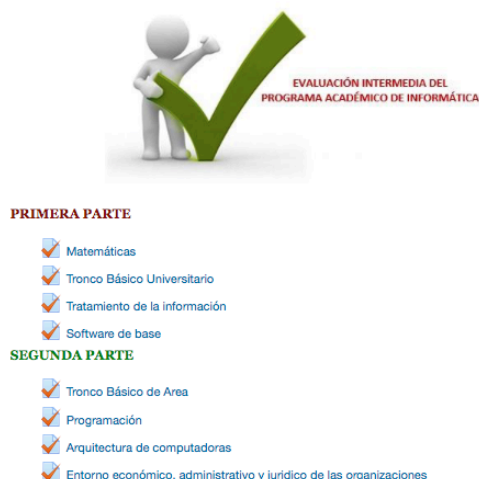 EVALUACIÓN INTERMEDIA DEL
PROGRAMA ACADÉMICO DE INFORMÁTICA
PRIMERA PARTE
Matemáticas
Tronco Básico Universitario
Tratamiento de la información
Software de base
SEGUNDA PARTE
Tronco Básico de Area
Programación
Arquitectura de computadoras
Entorno económico, administrativo y juridico de las organizaciones